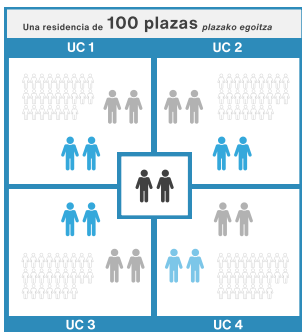 Una residencia de 100 plazas plazako egoitza
UC 1
UC 2
UC 3
UC 4